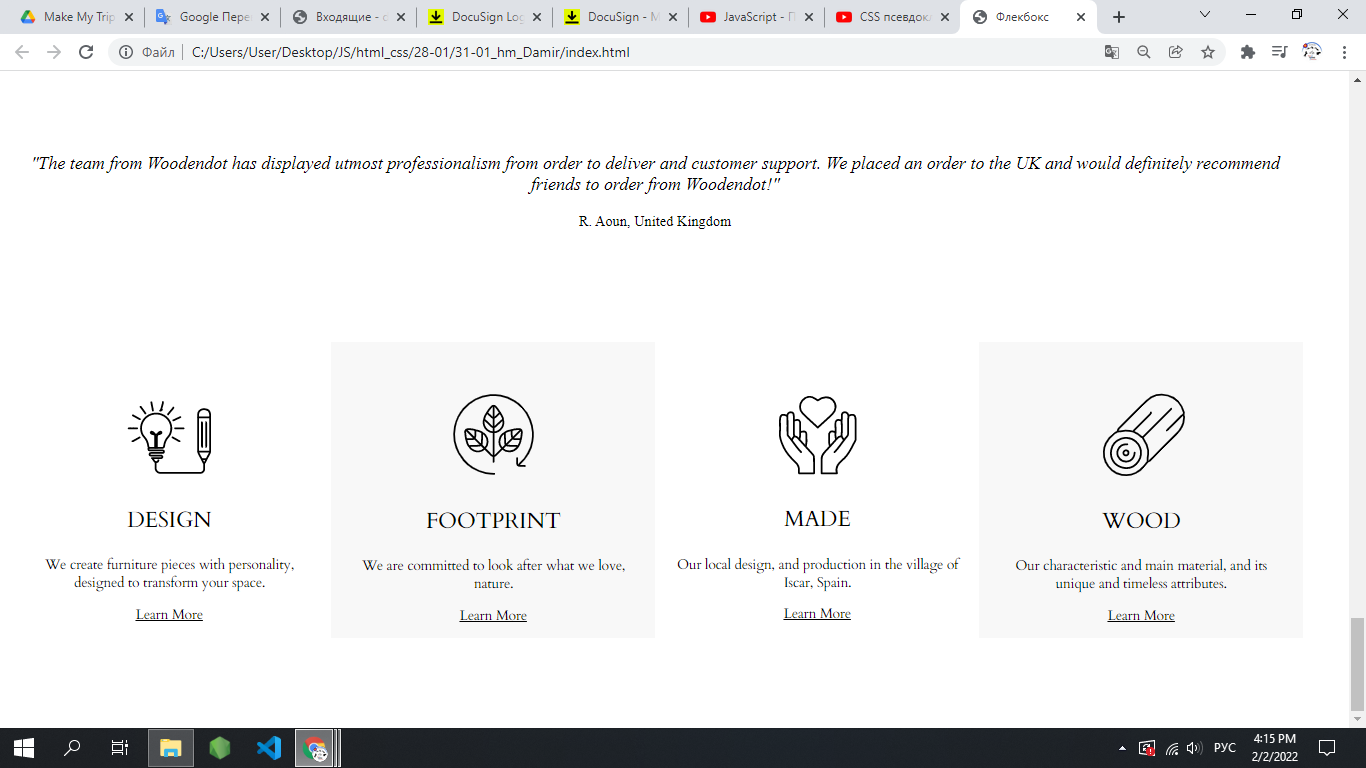 Make My Trip
Google Пере
Входящие - 
DocuSign Log
DocuSign - M
JavaScript - П
CSS псевдокл
Флекбокс
Файл
C:/Users/User/Desktop/JS/html_css/28-01/31-01_hm_Damir/index.html
"The team from Woodendot has displayed utmost professionalism from order to deliver and customer support. We placed an order to the UK and would definitely recommend
friends to order from Woodendot!"
R. Aoun, United Kingdom
DESIGN
We create furniture pieces with personality,
designed to transform your space.
Learn More
FOOTPRINT
We are committed to look after what we love,
nature.
Learn More
MADE
Our local design, and production in the village of
Iscar, Spain.
Learn More
WOOD
Our characteristic and main material, and its
unique and timeless attributes.
Learn More
РУС
4:15 PM
2/2/2022